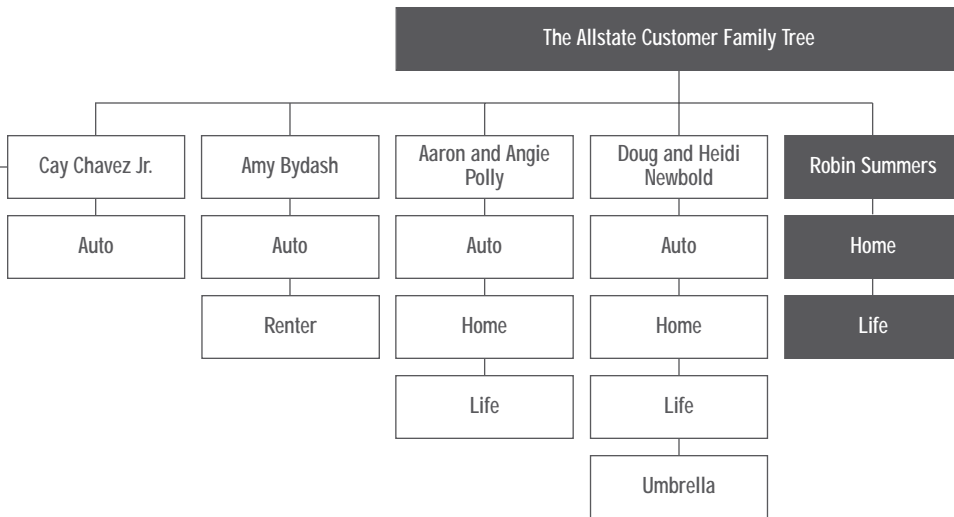 The Allstate Customer Family Tree
Cay Chavez Jr.
Amy Bydash
Aaron and Angie
Polly
Doug and Heidi
Newbold
Robin Summers
Auto
Auto
Auto
Auto
Home
Renter
Home
Home
Life
Life
Life
Umbrella